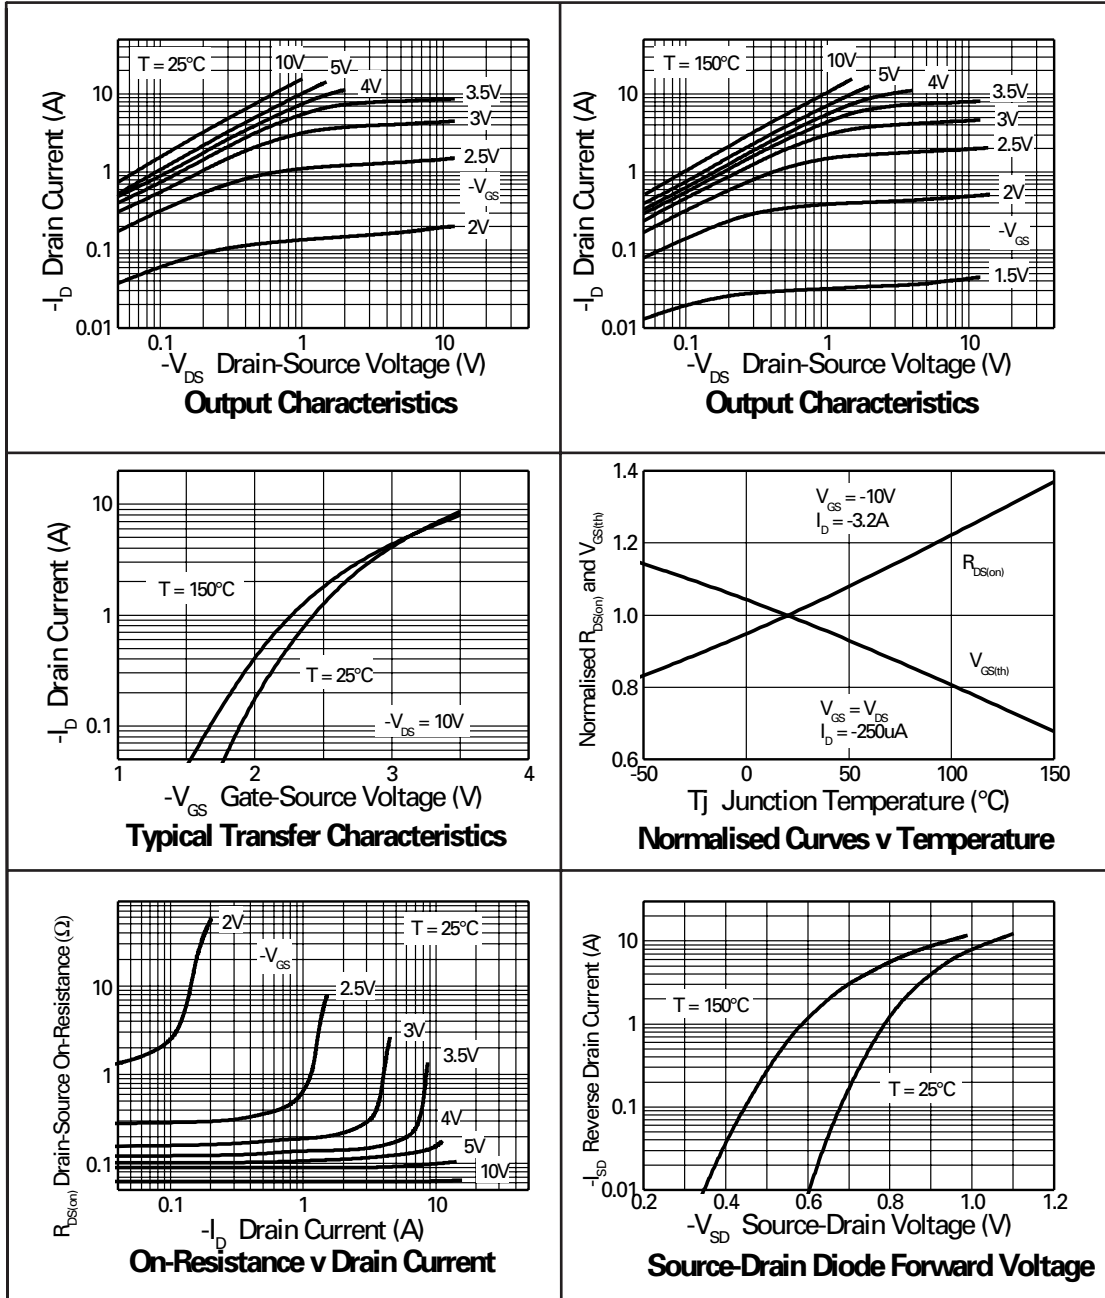 T = 25°C
10V
5V
4V
3.5V
3V
2.5V
-VGS
2V
10
1
0.1
0.01
0.1
1
10
-ID Drain Current (A)
-VDS Drain-Source Voltage (V)
Output Characteristics
T = 150°C
10V
5V
4V
3.5V
3V
2.5V
2V
-VGS
1.5V
10
1
0.1
0.01
0.1
1
10
-ID Drain Current (A)
-VDS Drain-Source Voltage (V)
Output Characteristics
10
1
0.1
T = 150°C
T = 25°C
-VDS = 10V
1
2
3
4
-ID Drain Current (A)
-VGS Gate-Source Voltage (V)
Typical Transfer Characteristics
1.4
1.2
1.0
0.8
0.6
VGS = -10V
ID = -3.2A
RDS(on)
VGS(th)
VGS = VDS
ID = -250uA
-50
0
50
100
150
Normalised RDS(on) and VGS(th)
Tj Junction Temperature (°C)
Normalised Curves v Temperature
2V
T = 25°C
-VGS
2.5V
3V
3.5V
4V
5V
10V
10
1
0.1
0.1
1
10
RDS(on) Drain-Source On-Resistance (Ω)
-ID Drain Current (A)
On-Resistance v Drain Current
10
1
0.1
0.01
T = 150°C
T = 25°C
0.2
0.4
0.6
0.8
1.0
1.2
-ISD Reverse Drain Current (A)
-VSD Source-Drain Voltage (V)
Source-Drain Diode Forward Voltage